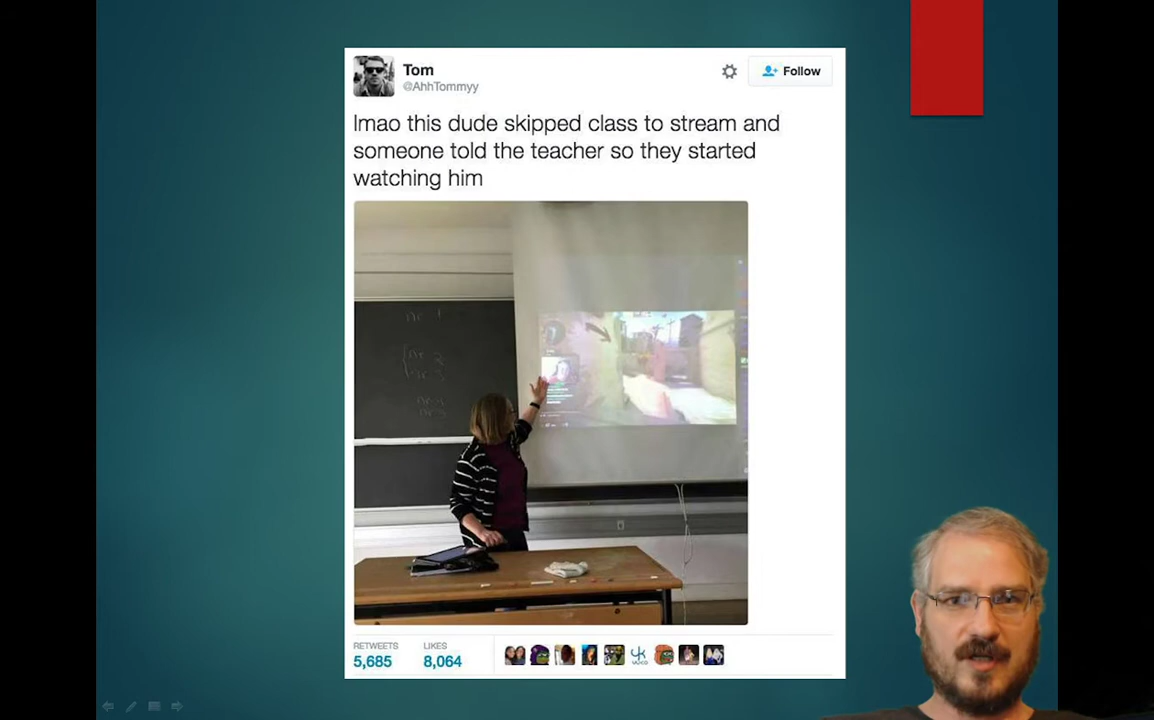 Tom
@AhhTommyy
Follow
lmao this dude skipped class to stream and
someone told the teacher so they started
watching him
RETWEETS
5,685
LIKES
8,064